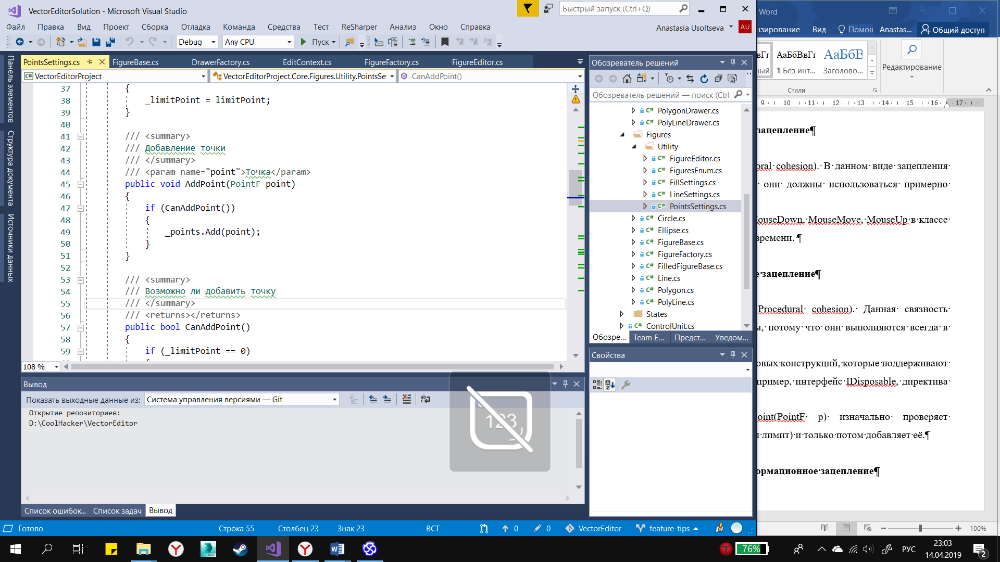 VectorEditorSolution - Microsoft Visual Studio
Быстрый запуск (Ctrl+Q)
Файл Правка Вид Проект Сборка Отладка Команда Средства Тест ReSharper Анализ Окно Справка
Anastasia Usoltseva AU
Debug Any CPU Пуск
PointsSettings.cs FigureBase.cs DrawerFactory.cs EditContext.cs FigureFactory.cs FigureEditor.cs
VectorEditorProject VectorEditorProject.Core.Figures.Utility.PointsSe CanAddPoint()
Панель элементов
Структура документа
Источники данных
37 {
38 _limitPoint = limitPoint;
39 }
40
41 /// <summary>
42 /// Добавление точки
43 /// </summary>
44 /// <param name="point">Точка</param>
45 public void AddPoint(PointF point)
46 {
47 if (CanAddPoint())
48 {
49 _points.Add(point);
50 }
51 }
52
53 /// <summary>
54 /// Возможно ли добавить точку
55 /// </summary>
56 /// <returns></returns>
57 public bool CanAddPoint()
58 {
59 if (_limitPoint == 0)
108 %
Вывод
Показать выходные данные из: Система управления версиями — Git
Открытие репозиториев:
D:\CoolHacker\VectorEditor
123
Список ошибок... Список задач Вывод
Обозреватель решений
Обозреватель решений — поиск (Ctrl
PolygonDrawer.cs
PolyLineDrawer.cs
Figures
Utility
FigureEditor.cs
FiguresEnum.cs
FillSettings.cs
LineSettings.cs
PointsSettings.cs
Circle.cs
Ellipse.cs
FigureBase.cs
FigureFactory.cs
FilledFigureBase.cs
Line.cs
Polygon.cs
PolyLine.cs
States
ControlUnit.cs
Обозре... Team E... Предст... Уведом...
Свойства
Готово Строка 55 Столбец 23 Знак 23 ВСТ 0 0 VectorEditor feature-tips
Word
нзирование Вид Помощ Anastas... Общий доступ
вГг АаБбВвГг АаБбВ
ный ¶ Без инт... Заголово...
Редактирование
Стили
9 10 11 12 13 14 15 16 17
зацепление¶
oral cohesion). В данном виде зацепления
они должны использоваться примерно
MouseDown, MouseMove, MouseUp в классе
времени. ¶
е зацепление¶
Procedural cohesion). Данная связность
ы, потому что они выполняются всегда в
овых конструкций, которые поддерживают
пример, интерфейс IDisposable, директива
Point(PointF p) изначально проверяет
и лимит) и только потом добавляет её.¶
ормационное зацепление¶
100%
76% РУС 23:03
14.04.2019
2